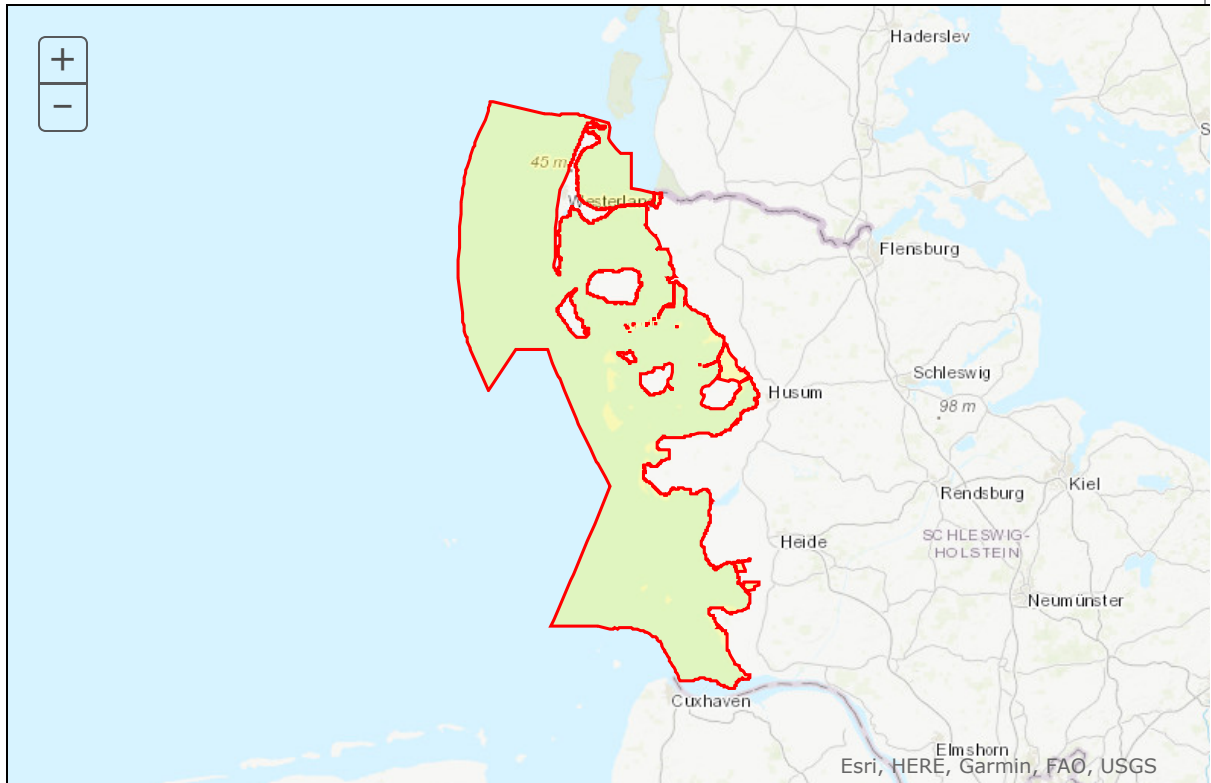 +
−
Haderslev
45 m
Westerland
Flensburg
Schleswig
98 m
Husum
Kiel
Rendsburg
Heide
SCHLESWIG-
HOLSTEIN
Neumünster
Cuxhaven
Elmshorn
Esri, HERE, Garmin, FAO, USGS